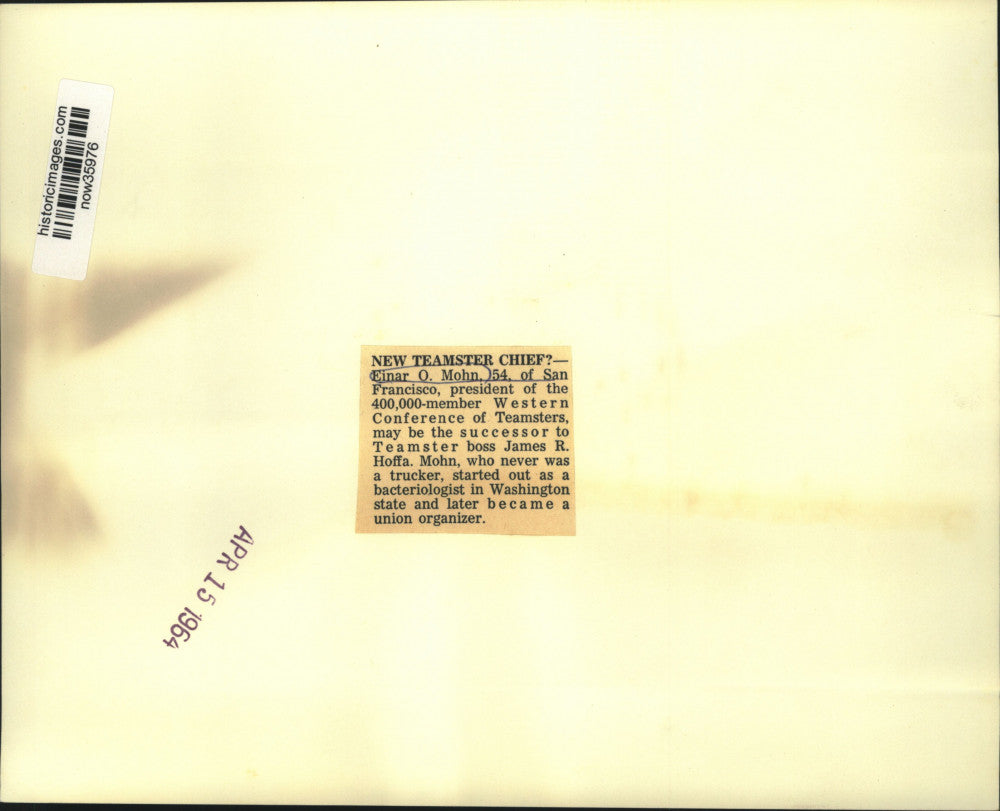 historicimages.com
now35976
NEW TEAMSTER CHIEF?—
Einar O. Mohn, 54, of San
Francisco, president of the
400,000-member Western
Conference of Teamsters,
may be the successor to
Teamster boss James R.
Hoffa. Mohn, who never was
a trucker, started out as a
bacteriologist in Washington
state and later became a
union organizer.
APR 15 1964